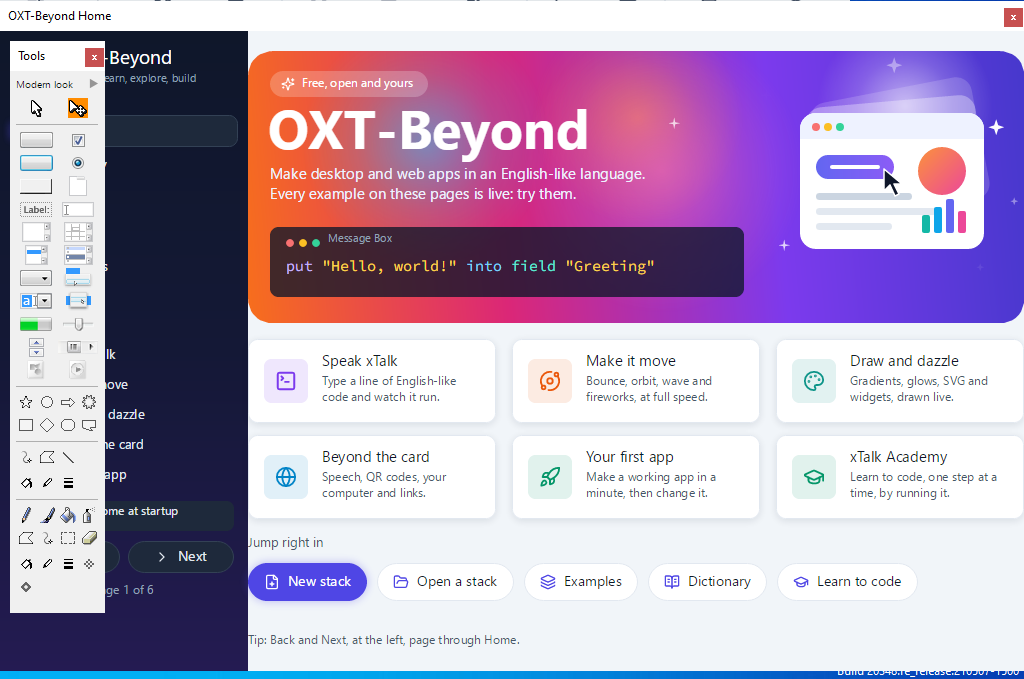 OXT-Beyond Home
Tools
Modern look
Label:
-Beyond
earn, explore, build
lk
ove
dazzle
e card
app
ome at startup
Next
ge 1 of 6
Free, open and yours
OXT-Beyond
Make desktop and web apps in an English-like language.
Every example on these pages is live: try them.
Message Box
put "Hello, world!" into field "Greeting"
Speak xTalk
Type a line of English-like
code and watch it run.
Make it move
Bounce, orbit, wave and
fireworks, at full speed.
Draw and dazzle
Gradients, glows, SVG and
widgets, drawn live.
Beyond the card
Speech, QR codes, your
computer and links.
Your first app
Make a working app in a
minute, then change it.
xTalk Academy
Learn to code, one step at a
time, by running it.
Jump right in
New stack
Open a stack
Examples
Dictionary
Learn to code
Tip: Back and Next, at the left, page through Home.